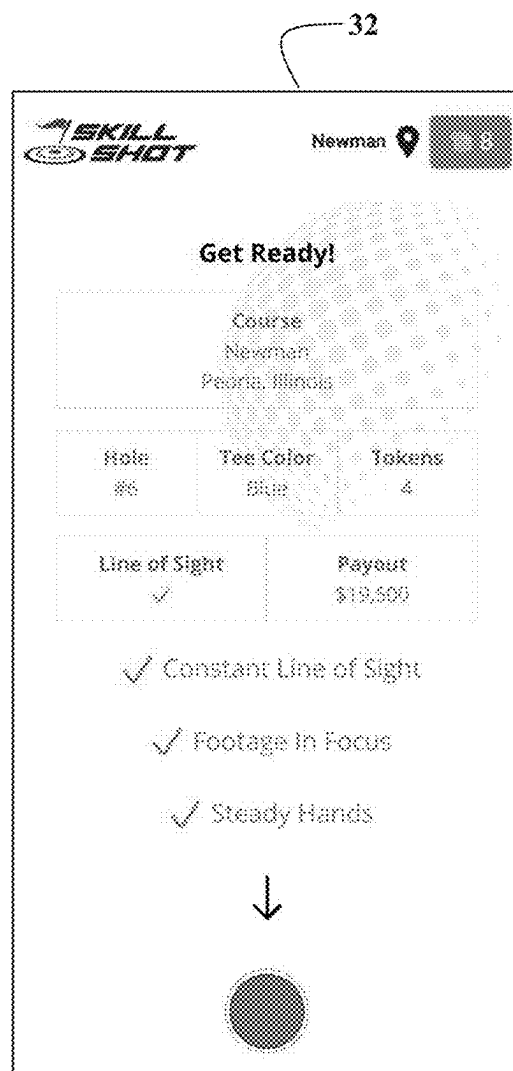 32
SKILL
SHOT
Newman
8
Get Ready!
Course
Newman
Peoria, Illinois
Hole
Tee Color
Tokens
#6
Blue
4
Line of Sight
Payout
✓
$19,500
✓ Constant Line of Sight
✓ Footage In Focus
✓ Steady Hands